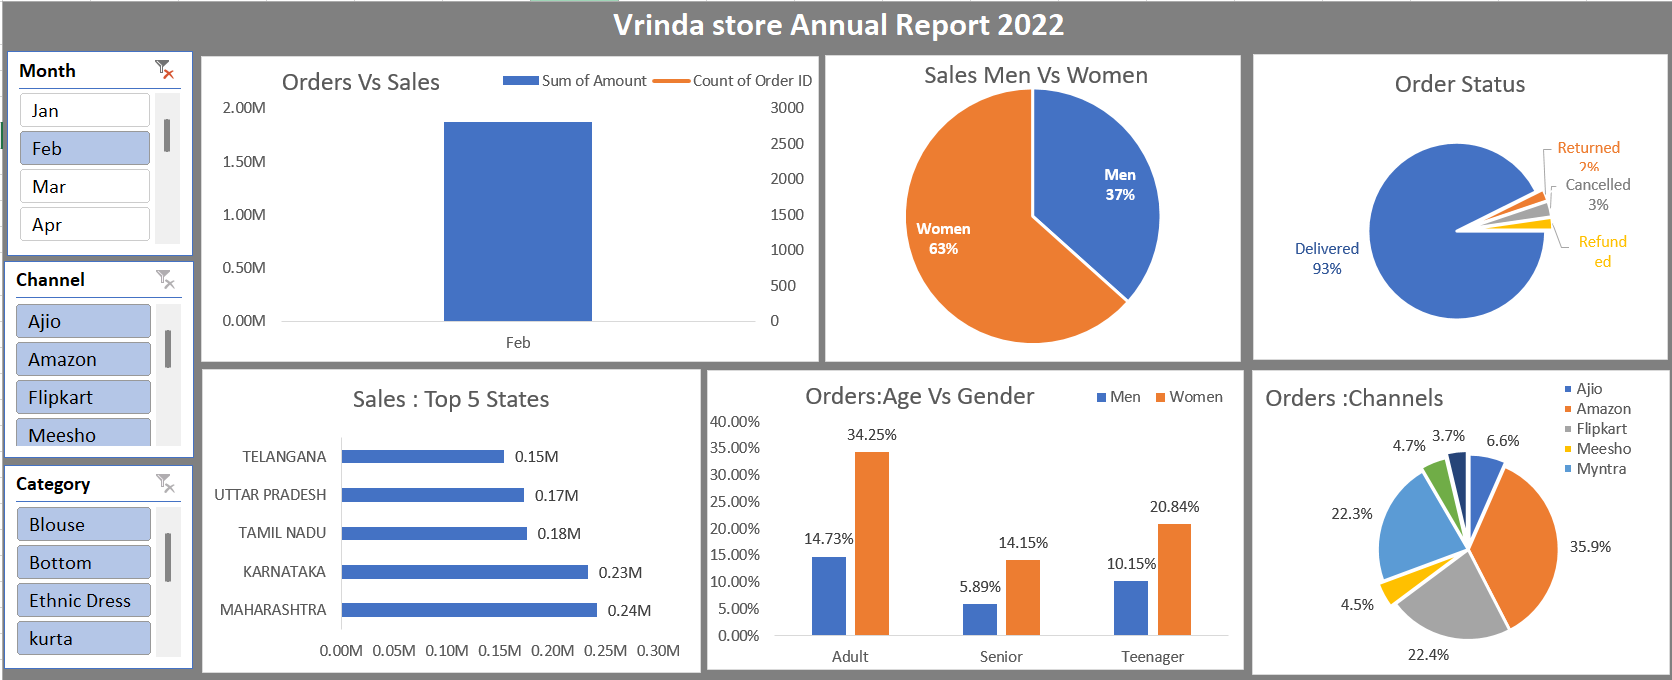 Vrinda store Annual Report 2022
Month
Jan
Feb
Mar
Apr
Channel
Ajio
Amazon
Flipkart
Meesho
Category
Blouse
Bottom
Ethnic Dress
kurta
Orders Vs Sales
Sum of Amount
Count of Order ID
2.00M
1.50M
1.00M
0.50M
0.00M
3000
2500
2000
1500
1000
500
0
Feb
Sales Men Vs Women
Men
37%
Women
63%
Order Status
Returned
2%
Cancelled
3%
Refund
ed
Delivered
93%
Sales : Top 5 States
TELANGANA
0.15M
UTTAR PRADESH
0.17M
TAMIL NADU
0.18M
KARNATAKA
0.23M
MAHARASHTRA
0.24M
0.00M 0.05M 0.10M 0.15M 0.20M 0.25M 0.30M
Orders:Age Vs Gender
Men
Women
40.00%
35.00%
30.00%
25.00%
20.00%
15.00%
10.00%
5.00%
0.00%
14.73%
34.25%
5.89%
14.15%
10.15%
20.84%
Adult
Senior
Teenager
Orders :Channels
Ajio
Amazon
Flipkart
Meesho
Myntra
4.7%
3.7%
6.6%
22.3%
35.9%
4.5%
22.4%